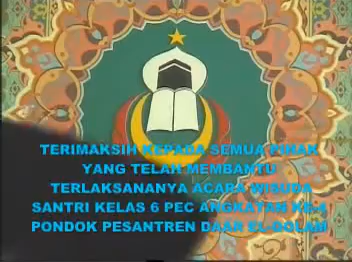 TERIMAKSIH KEPADA SEMUA PIHAK
YANG TELAH MEMBANTU
TERLAKSANANYA ACARA WISUDA
SANTRI KELAS 6 PEC ANGKATAN KE-4
PONDOK PESANTREN DAAR EL-QOLAM